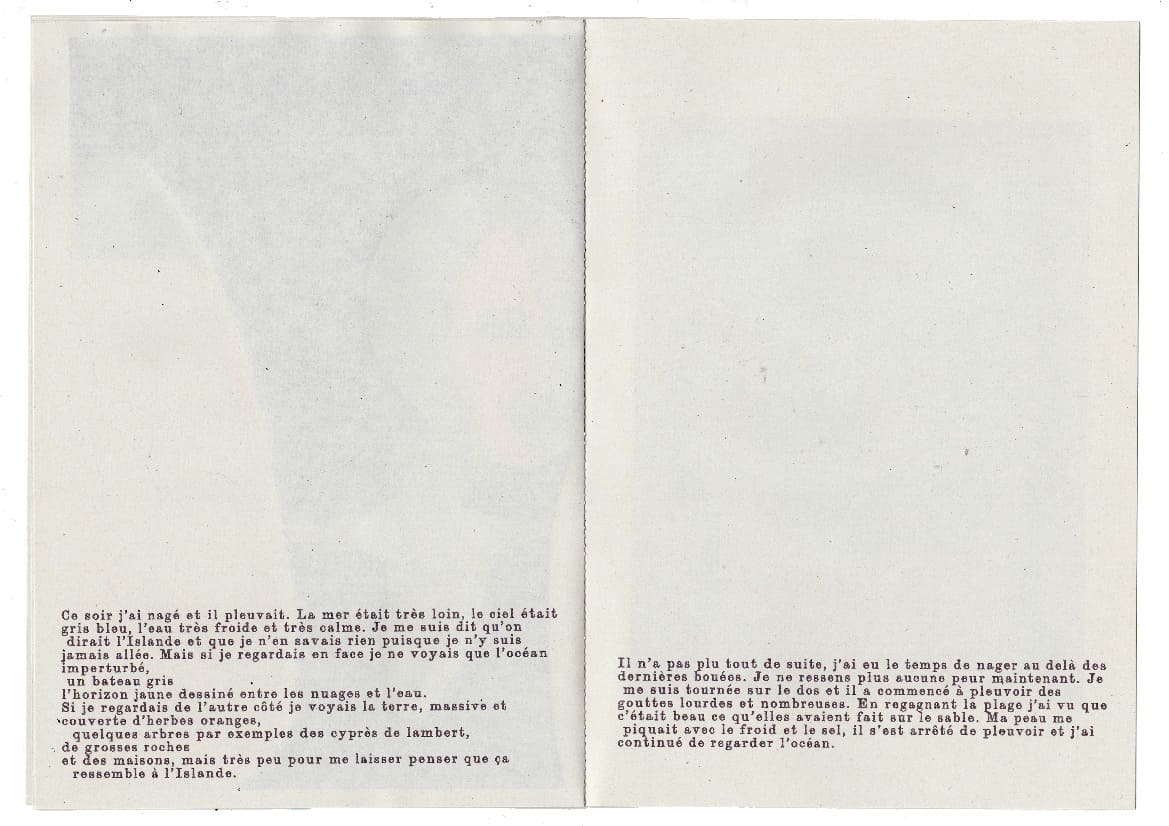 Ce soir j'ai nagé et il pleuvait. La mer était très loin, le ciel était
gris bleu, l'eau très froide et très calme. Je me suis dit qu'on
dirait l'Islande et que je n'en savais rien puisque je n'y suis
jamais allée. Mais si je regardais en face je ne voyais que l'océan
imperturbé,
un bateau gris
l'horizon jaune dessiné entre les nuages et l'eau.
Si je regardais de l'autre côté je voyais la terre, massive et
couverte d'herbes oranges,
quelques arbres par exemples des cyprès de lambert,
de grosses roches
et des maisons, mais très peu pour me laisser penser que ça
ressemble à l'Islande.
Il n'a pas plu tout de suite, j'ai eu le temps de nager au delà des
dernières bouées. Je ne ressens plus aucune peur maintenant. Je
me suis tournée sur le dos et il a commencé à pleuvoir des
gouttes lourdes et nombreuses. En regagnant la plage j'ai vu que
c'était beau ce qu'elles avaient fait sur le sable. Ma peau me
piquait avec le froid et le sel, il s'est arrêté de pleuvoir et j'ai
continué de regarder l'océan.